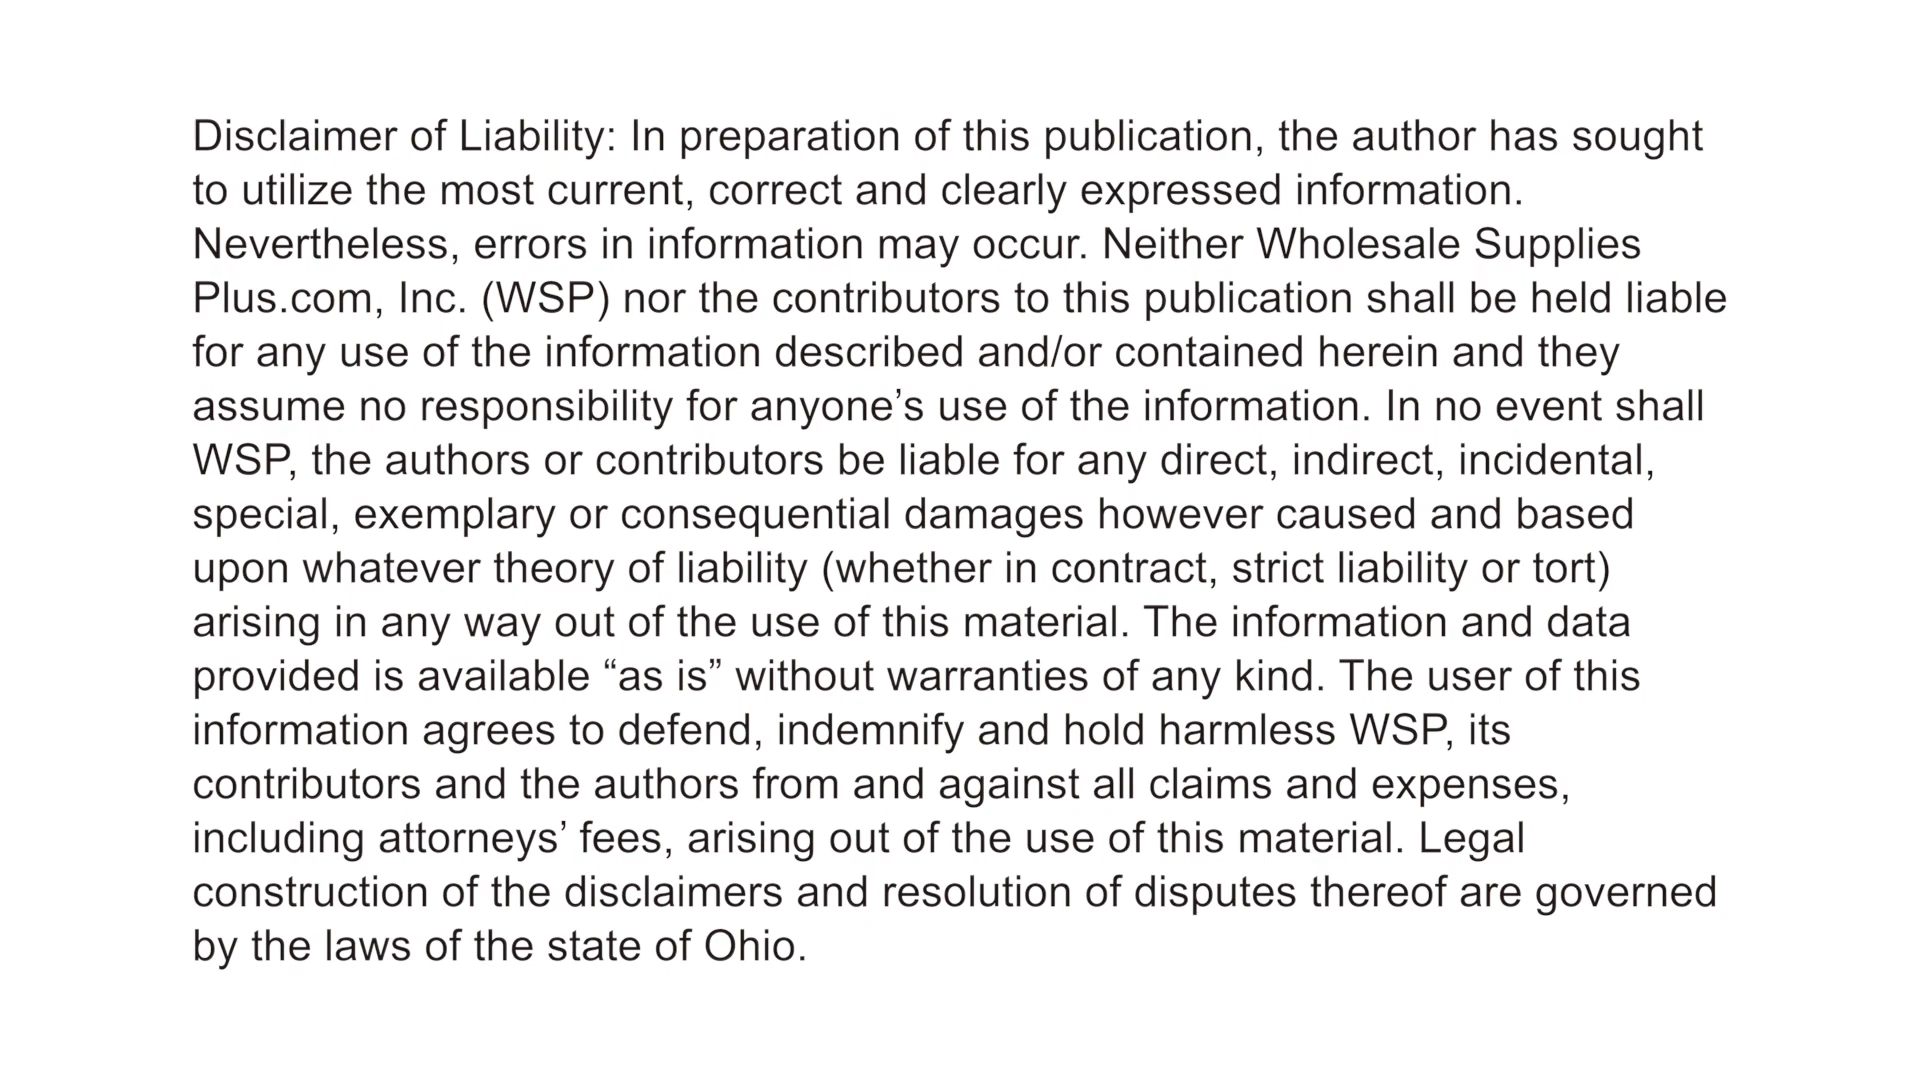 Disclaimer of Liability: In preparation of this publication, the author has sought
to utilize the most current, correct and clearly expressed information.
Nevertheless, errors in information may occur. Neither Wholesale Supplies
Plus.com, Inc. (WSP) nor the contributors to this publication shall be held liable
for any use of the information described and/or contained herein and they
assume no responsibility for anyone’s use of the information. In no event shall
WSP, the authors or contributors be liable for any direct, indirect, incidental,
special, exemplary or consequential damages however caused and based
upon whatever theory of liability (whether in contract, strict liability or tort)
arising in any way out of the use of this material. The information and data
provided is available “as is” without warranties of any kind. The user of this
information agrees to defend, indemnify and hold harmless WSP, its
contributors and the authors from and against all claims and expenses,
including attorneys’ fees, arising out of the use of this material. Legal
construction of the disclaimers and resolution of disputes thereof are governed
by the laws of the state of Ohio.